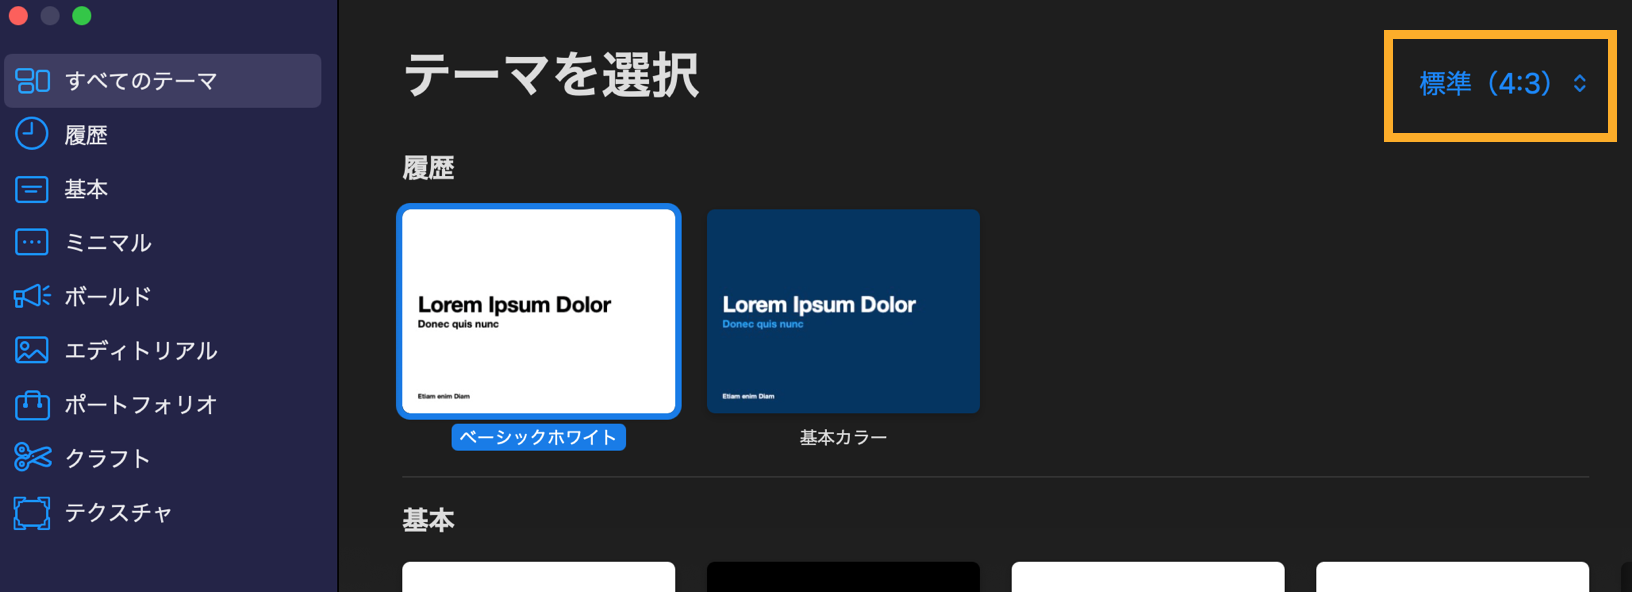 すべてのテーマ
履歴
基本
ミニマル
ボールド
エディトリアル
ポートフォリオ
クラフト
テクスチャ
テーマを選択
標準（4:3）
履歴
Lorem Ipsum Dolor
Donec quis nunc
Etiam enim Diam
ベーシックホワイト
Lorem Ipsum Dolor
Donec quis nunc
Etiam enim Diam
基本カラー
基本